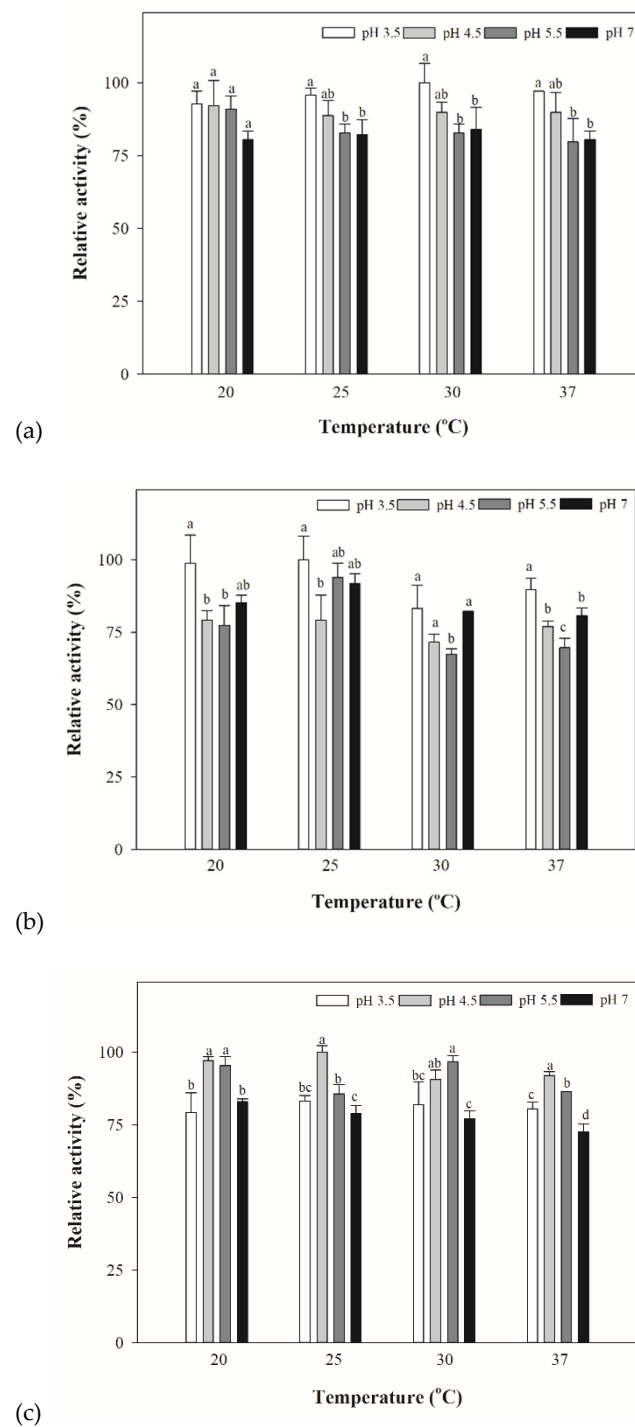 pH 3.5 pH 4.5 pH 5.5 pH 7
100
75
50
25
0
Relative activity (%)
a a a a
a ab b b
a ab b b
a ab b b
20 25 30 37
Temperature (ºC)
(a)
pH 3.5 pH 4.5 pH 5.5 pH 7
100
75
50
25
0
Relative activity (%)
a b b ab
a b ab ab
a a b a
a b c b
20 25 30 37
Temperature (ºC)
(b)
pH 3.5 pH 4.5 pH 5.5 pH 7
100
75
50
25
0
Relative activity (%)
b a a b
bc a b c
bc ab a c
c a b d
20 25 30 37
Temperature (ºC)
(c)